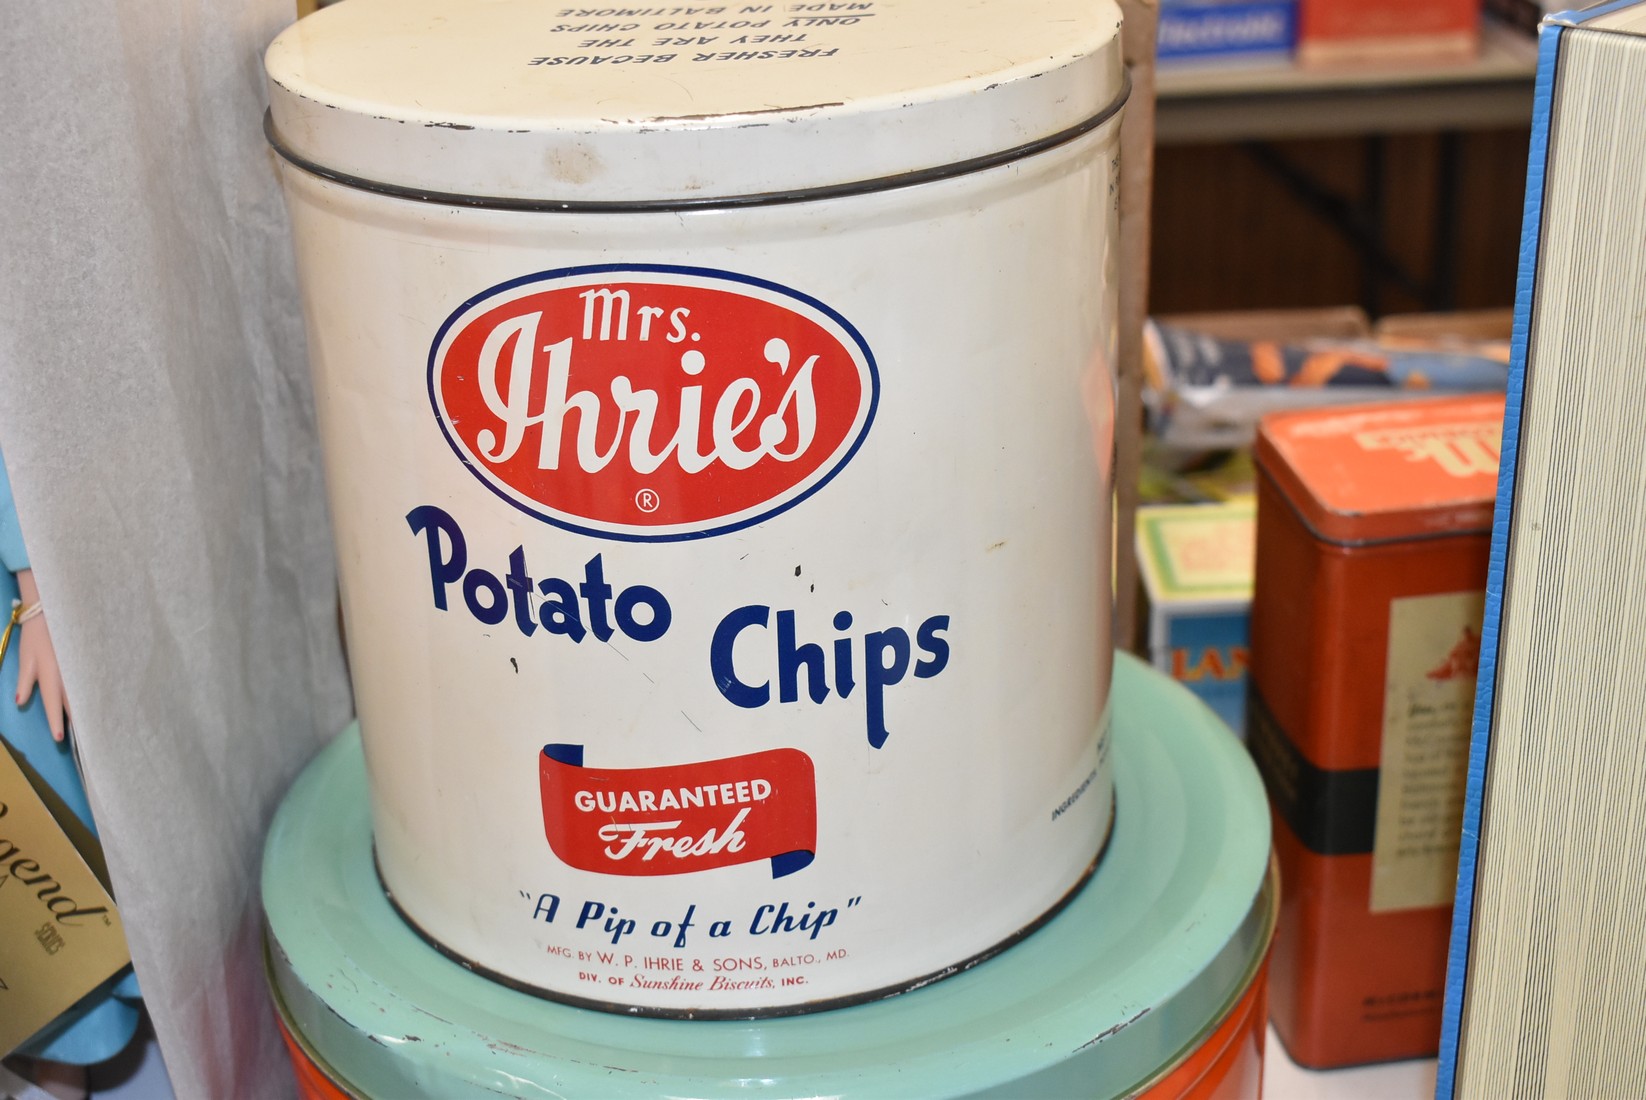 FRESHER BECAUSE
THEY ARE THE
ONLY POTATO CHIPS
MADE IN BALTIMORE
Mrs.
Ihrie's
®
Potato Chips
GUARANTEED
Fresh
"A Pip of a Chip"
MFG. BY W. P. IHRIE & SONS, BALTO., MD.
DIV. OF Sunshine Biscuits, INC.